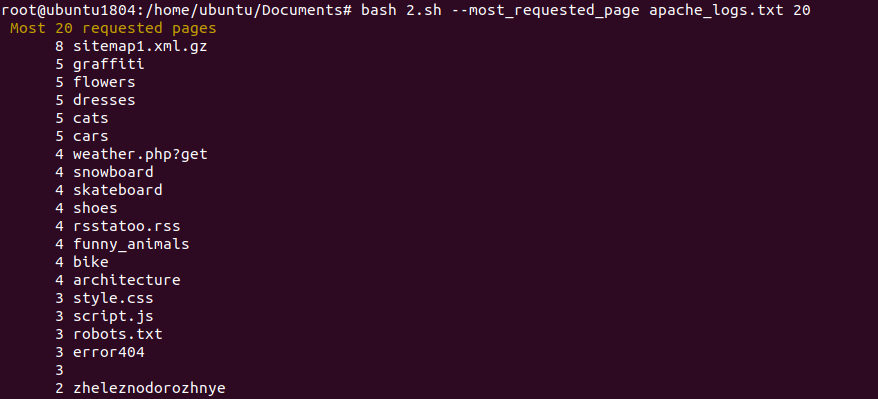 root@ubuntu1804:/home/ubuntu/Documents# bash 2.sh --most_requested_page apache_logs.txt 20
Most 20 requested pages
8 sitemap1.xml.gz
5 graffiti
5 flowers
5 dresses
5 cats
5 cars
4 weather.php?get
4 snowboard
4 skateboard
4 shoes
4 rsstatoo.rss
4 funny_animals
4 bike
4 architecture
3 style.css
3 script.js
3 robots.txt
3 error404
3
2 zheleznodorozhnye